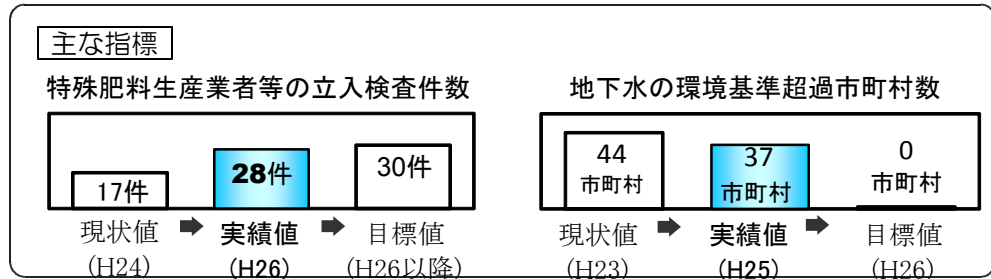 主な指標
特殊肥料生産業者等の立入検査件数
17件
28件
30件
現状値 ➡ 実績値 ➡ 目標値
(H24) (H26) (H26以降)
地下水の環境基準超過市町村数
44
市町村
37
市町村
0
市町村
現状値 ➡ 実績値 ➡ 目標値
(H23) (H25) (H26)